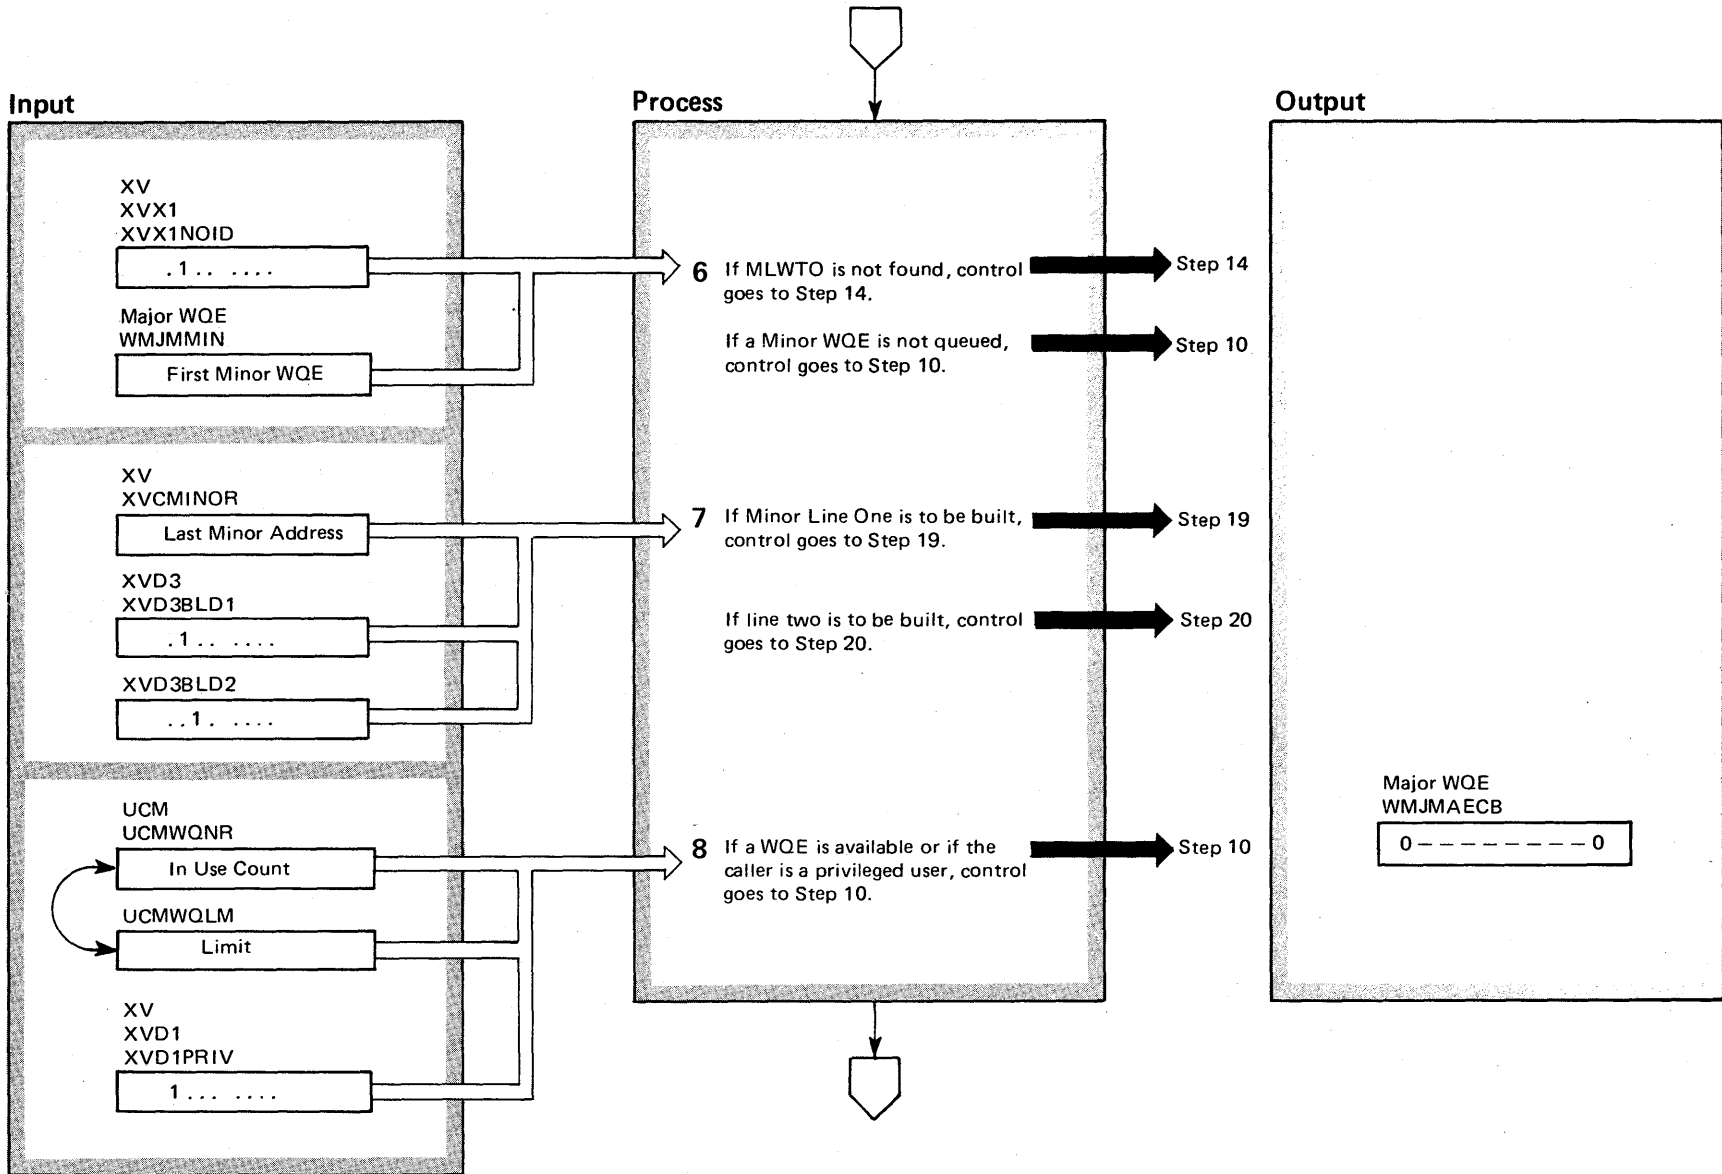 Input
XV
XVX1
XVX1NOID
.1.. ....
Major WQE
WMJMMIN
First Minor WQE
XV
XVCMINOR
Last Minor Address
XVD3
XVD3BLD1
.1.. ....
XVD3BLD2
..1. ....
UCM
UCMWQNR
In Use Count
UCMWQLM
Limit
XV
XVD1
XVD1PRIV
1... ....
Process
6 If MLWTO is not found, control
goes to Step 14.
Step 14
If a Minor WQE is not queued,
control goes to Step 10.
Step 10
7 If Minor Line One is to be built,
control goes to Step 19.
Step 19
If line two is to be built, control
goes to Step 20.
Step 20
8 If a WQE is available or if the
caller is a privileged user, control
goes to Step 10.
Step 10
Output
Major WQE
WMJMAECB
0 – – – – – – – – 0